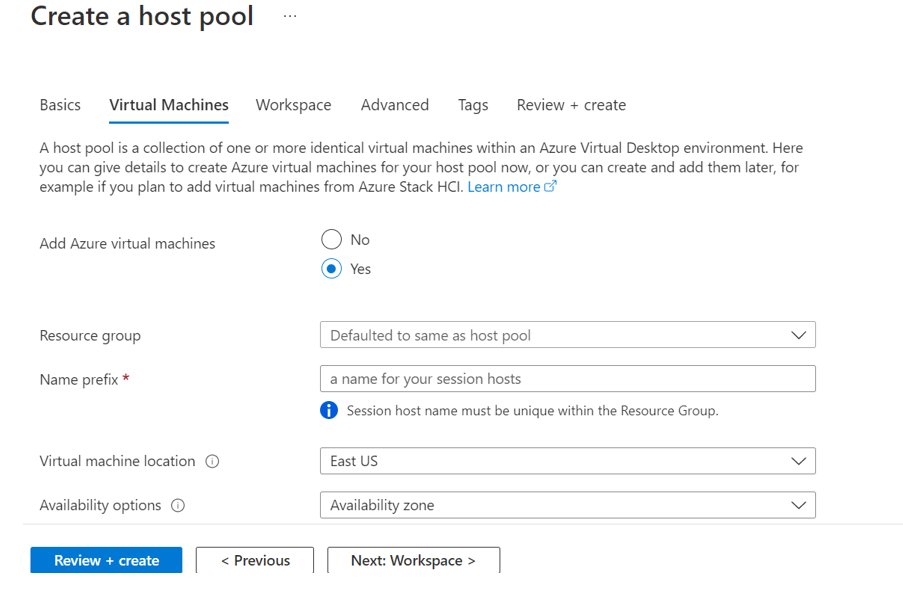 Create a host pool ...
Basics Virtual Machines Workspace Advanced Tags Review + create
A host pool is a collection of one or more identical virtual machines within an Azure Virtual Desktop environment. Here
you can give details to create Azure virtual machines for your host pool now, or you can create and add them later, for
example if you plan to add virtual machines from Azure Stack HCI. Learn more
Add Azure virtual machines
No
Yes
Resource group Defaulted to same as host pool
Name prefix * a name for your session hosts
Session host name must be unique within the Resource Group.
Virtual machine location East US
Availability options Availability zone
Review + create < Previous Next: Workspace >